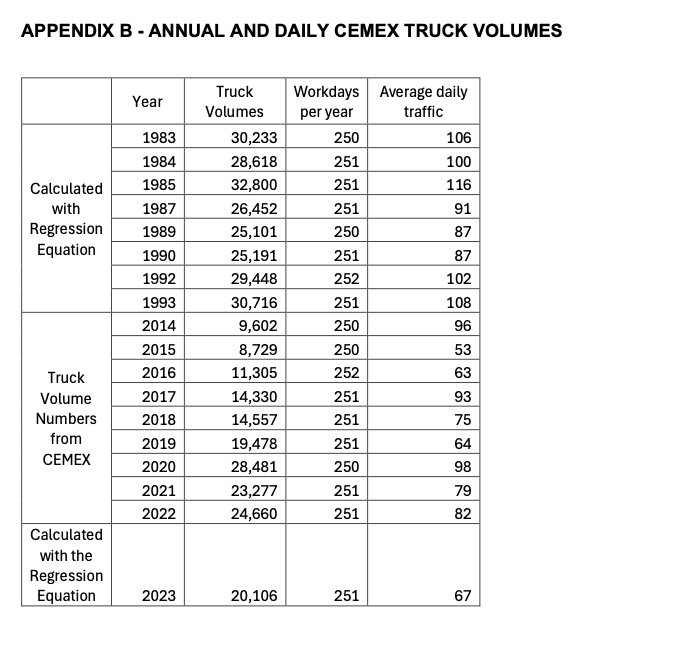 APPENDIX B - ANNUAL AND DAILY CEMEX TRUCK VOLUMES
Year Truck Volumes Workdays per year Average daily traffic
Calculated with Regression Equation
1983 30,233 250 106
1984 28,618 251 100
1985 32,800 251 116
1987 26,452 251 91
1989 25,101 250 87
1990 25,191 251 87
1992 29,448 252 102
1993 30,716 251 108
Truck Volume Numbers from CEMEX
2014 9,602 250 96
2015 8,729 250 53
2016 11,305 252 63
2017 14,330 251 93
2018 14,557 251 75
2019 19,478 251 64
2020 28,481 250 98
2021 23,277 251 79
2022 24,660 251 82
Calculated with the Regression Equation
2023 20,106 251 67